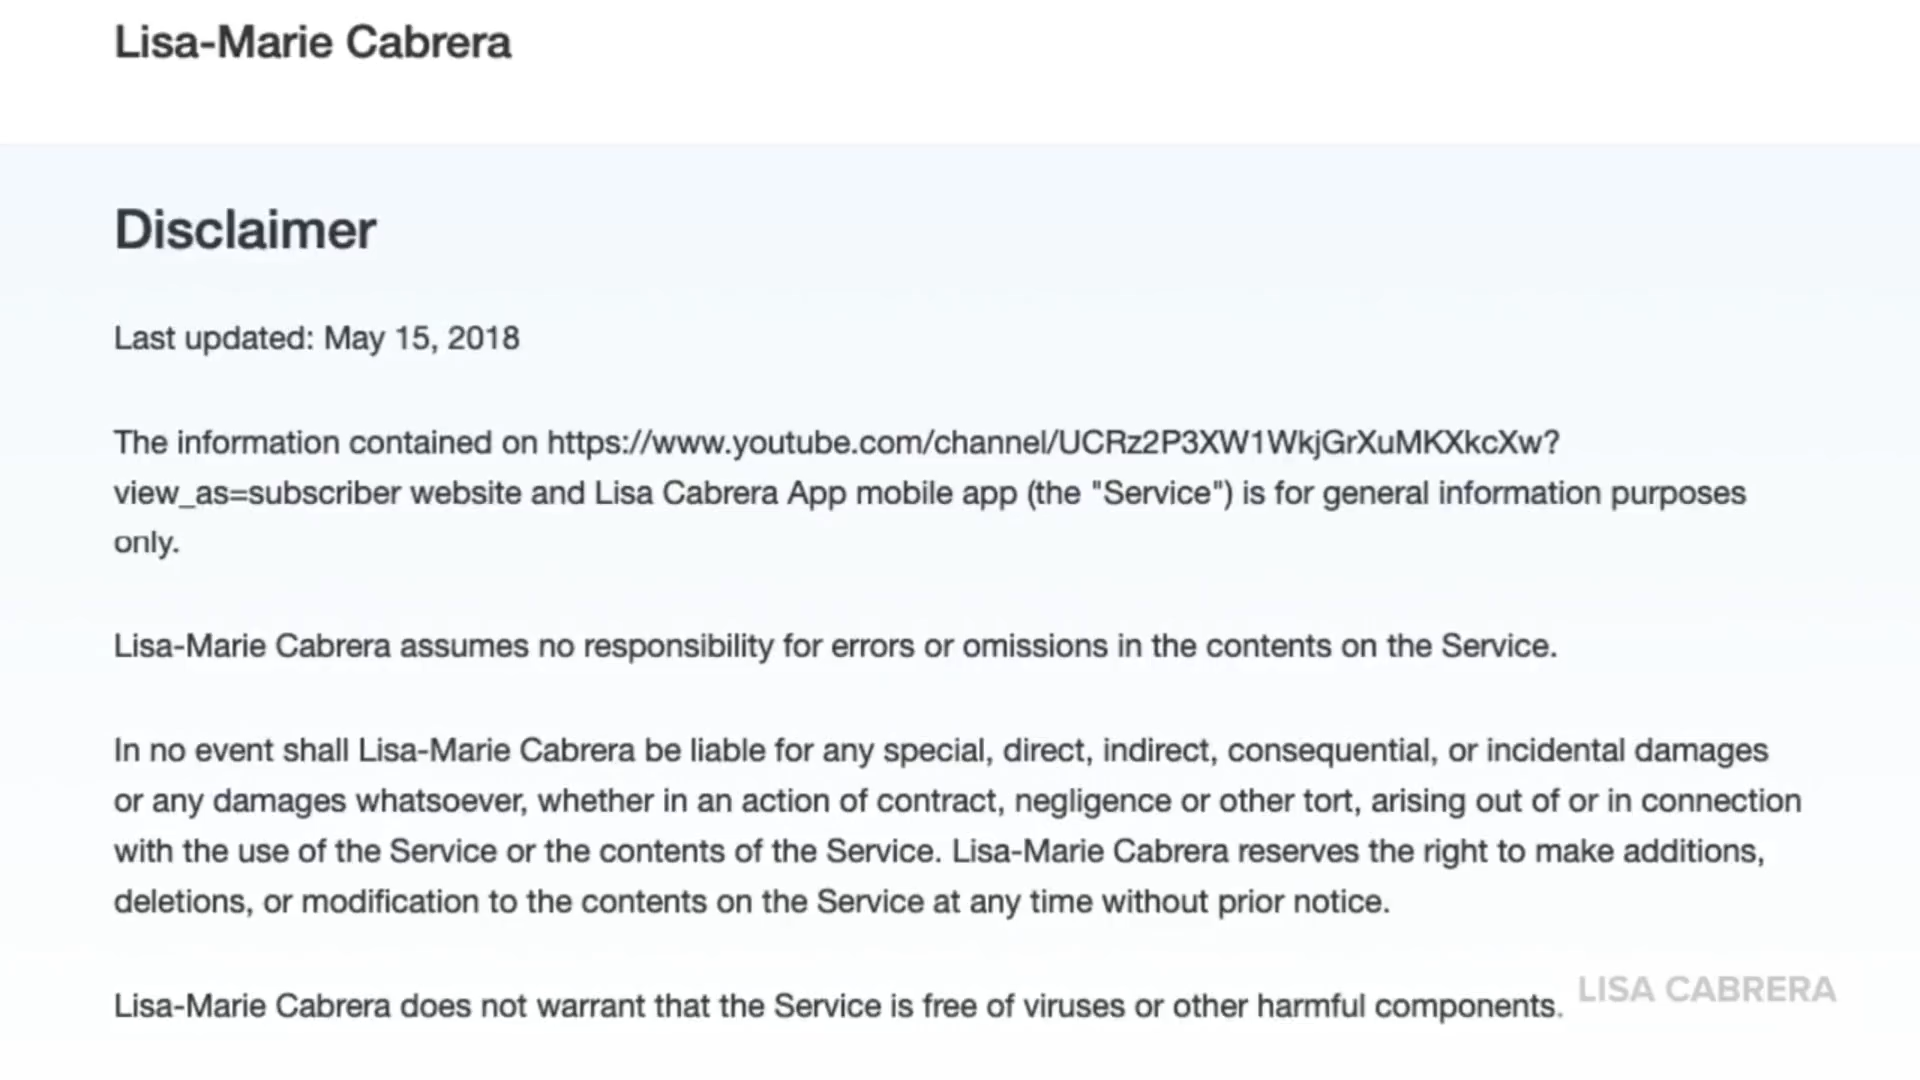 Lisa-Marie Cabrera
Disclaimer
Last updated: May 15, 2018
The information contained on https://www.youtube.com/channel/UCRz2P3XW1WkjGrXuMKXkcXw?
view_as=subscriber website and Lisa Cabrera App mobile app (the "Service") is for general information purposes
only.
Lisa-Marie Cabrera assumes no responsibility for errors or omissions in the contents on the Service.
In no event shall Lisa-Marie Cabrera be liable for any special, direct, indirect, consequential, or incidental damages
or any damages whatsoever, whether in an action of contract, negligence or other tort, arising out of or in connection
with the use of the Service or the contents of the Service. Lisa-Marie Cabrera reserves the right to make additions,
deletions, or modification to the contents on the Service at any time without prior notice.
Lisa-Marie Cabrera does not warrant that the Service is free of viruses or other harmful components.
LISA CABRERA